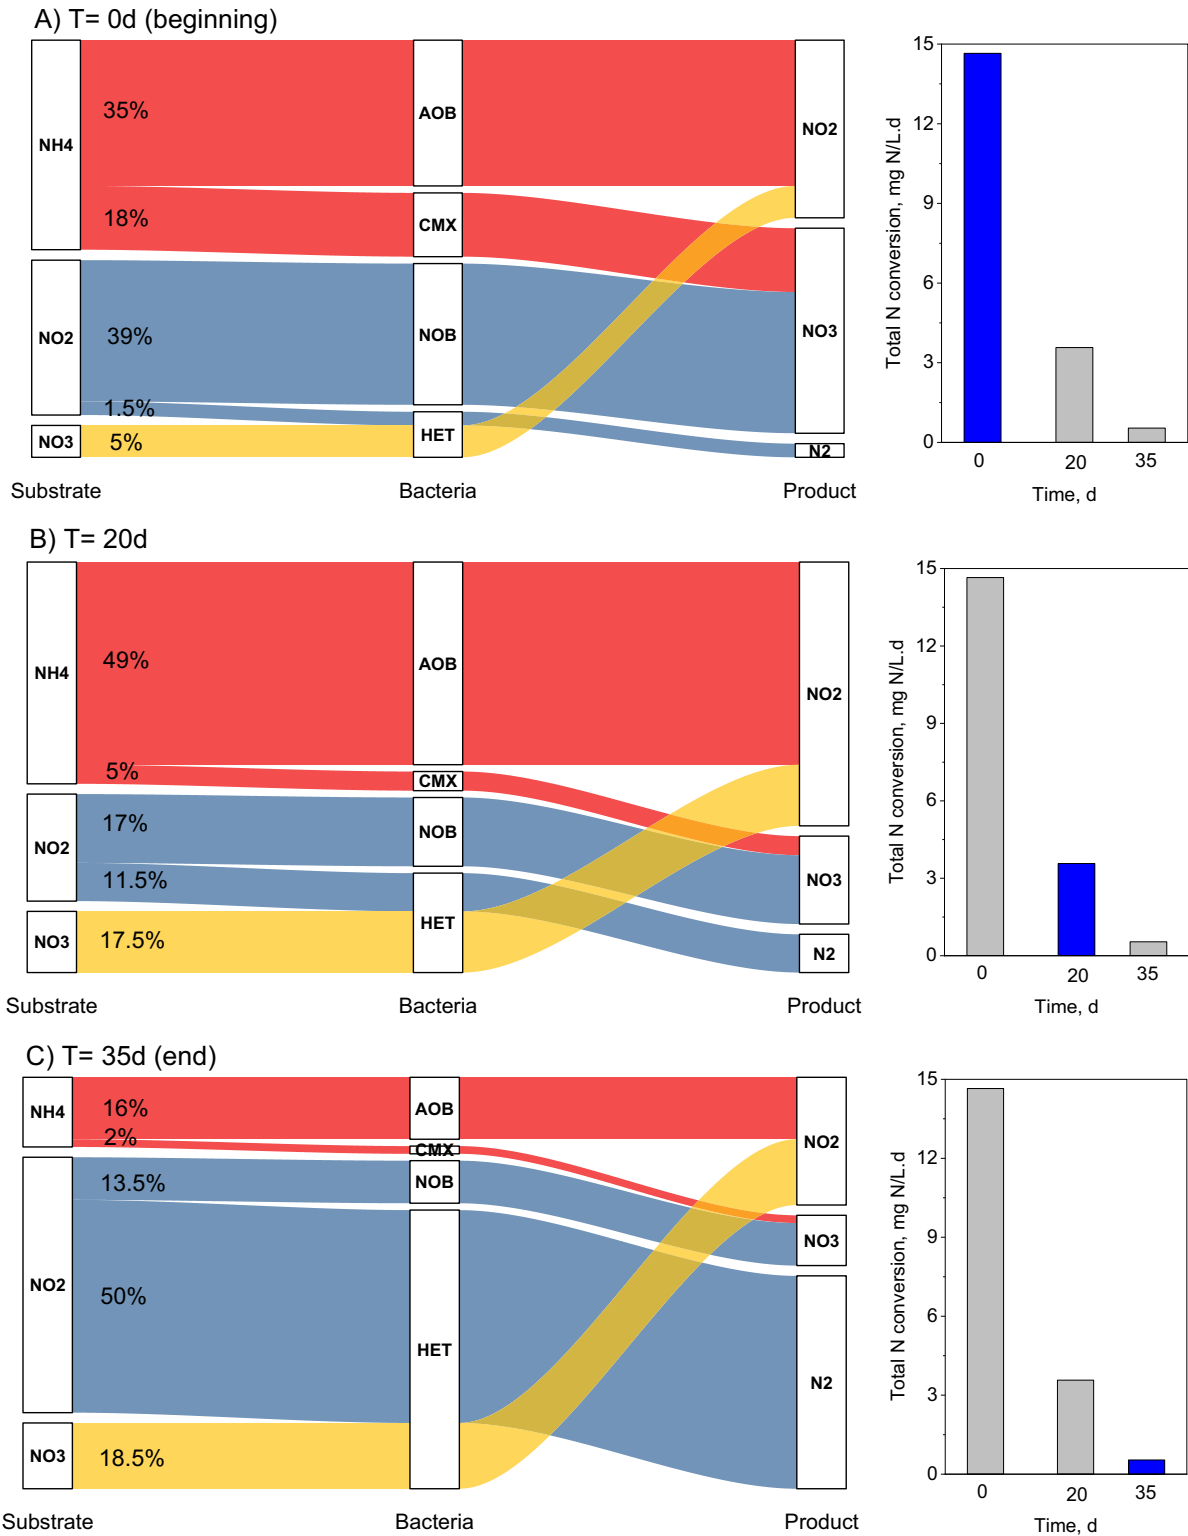 A) T= 0d (beginning)
NH4
35%
18%
AOB
CMX
NO2
39%
1.5%
NOB
HET
NO3
5%
NO2
NO3
N2
Substrate
Bacteria
Product
Total N conversion, mg N/L.d
15
12
9
6
3
0
0
20
35
Time, d
B) T= 20d
NH4
49%
5%
AOB
CMX
NO2
17%
11.5%
NOB
HET
NO3
17.5%
NO2
NO3
N2
Substrate
Bacteria
Product
Total N conversion, mg N/L.d
15
12
9
6
3
0
0
20
35
Time, d
C) T= 35d (end)
NH4
16%
2%
AOB
CMX
NO2
13.5%
50%
NOB
HET
NO3
18.5%
NO2
NO3
N2
Substrate
Bacteria
Product
Total N conversion, mg N/L.d
15
12
9
6
3
0
0
20
35
Time, d